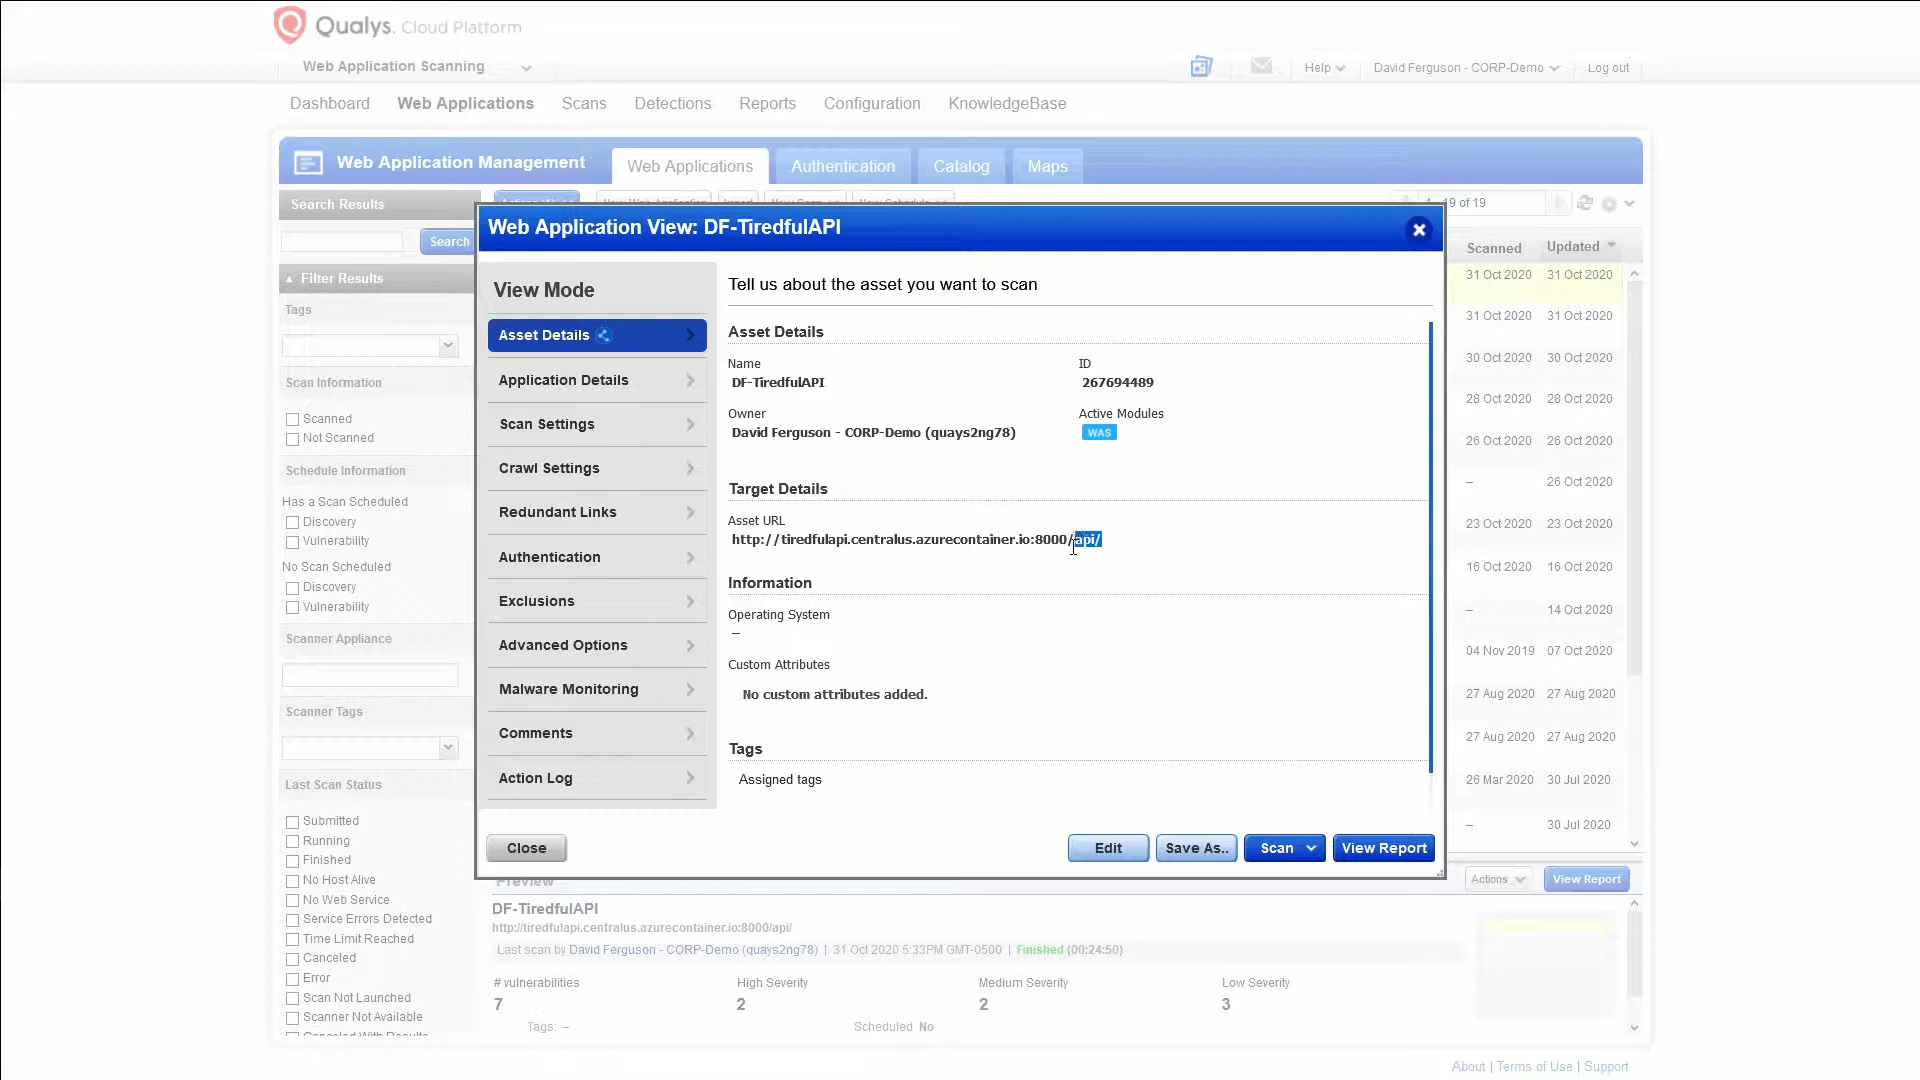 Qualys. Cloud Platform
Web Application Scanning
Help
David Ferguson - CORP-Demo
Log out
Dashboard
Web Applications
Scans
Detections
Reports
Configuration
KnowledgeBase
Web Application Management
Web Applications
Authentication
Catalog
Maps
Search Results
19 of 19
Search
Filter Results
Tags
Scan Information
Scanned
Not Scanned
Schedule Information
Has a Scan Scheduled
Discovery
Vulnerability
No Scan Scheduled
Discovery
Vulnerability
Scanner Appliance
Scanner Tags
Last Scan Status
Submitted
Running
Finished
No Host Alive
No Web Service
Service Errors Detected
Time Limit Reached
Canceled
Error
Scan Not Launched
Scanner Not Available
Canceled With Results
Web Application View: DF-TiredfulAPI
View Mode
Asset Details
Application Details
Scan Settings
Crawl Settings
Redundant Links
Authentication
Exclusions
Advanced Options
Malware Monitoring
Comments
Action Log
Tell us about the asset you want to scan
Asset Details
Name
ID
DF-TiredfulAPI
267694489
Owner
Active Modules
David Ferguson - CORP-Demo (quays2ng78)
WAS
Target Details
Asset URL
http://tiredfulapi.centralus.azurecontainer.io:8000/api/
Information
Operating System
–
Custom Attributes
No custom attributes added.
Tags
Assigned tags
Close
Edit
Save As..
Scan
View Report
Scanned Updated
31 Oct 2020 31 Oct 2020
31 Oct 2020 31 Oct 2020
30 Oct 2020 30 Oct 2020
28 Oct 2020 28 Oct 2020
26 Oct 2020 26 Oct 2020
– 26 Oct 2020
23 Oct 2020 23 Oct 2020
16 Oct 2020 16 Oct 2020
– 14 Oct 2020
04 Nov 2019 07 Oct 2020
27 Aug 2020 27 Aug 2020
27 Aug 2020 27 Aug 2020
26 Mar 2020 30 Jul 2020
– 30 Jul 2020
Preview
Actions
View Report
DF-TiredfulAPI
http://tiredfulapi.centralus.azurecontainer.io:8000/api/
Last scan by David Ferguson - CORP-Demo (quays2ng78) | 31 Oct 2020 5:33PM GMT-0500 | Finished (00:24:50)
# vulnerabilities
High Severity
Medium Severity
Low Severity
7
2
2
3
Tags: –
Scheduled No
About | Terms of Use | Support